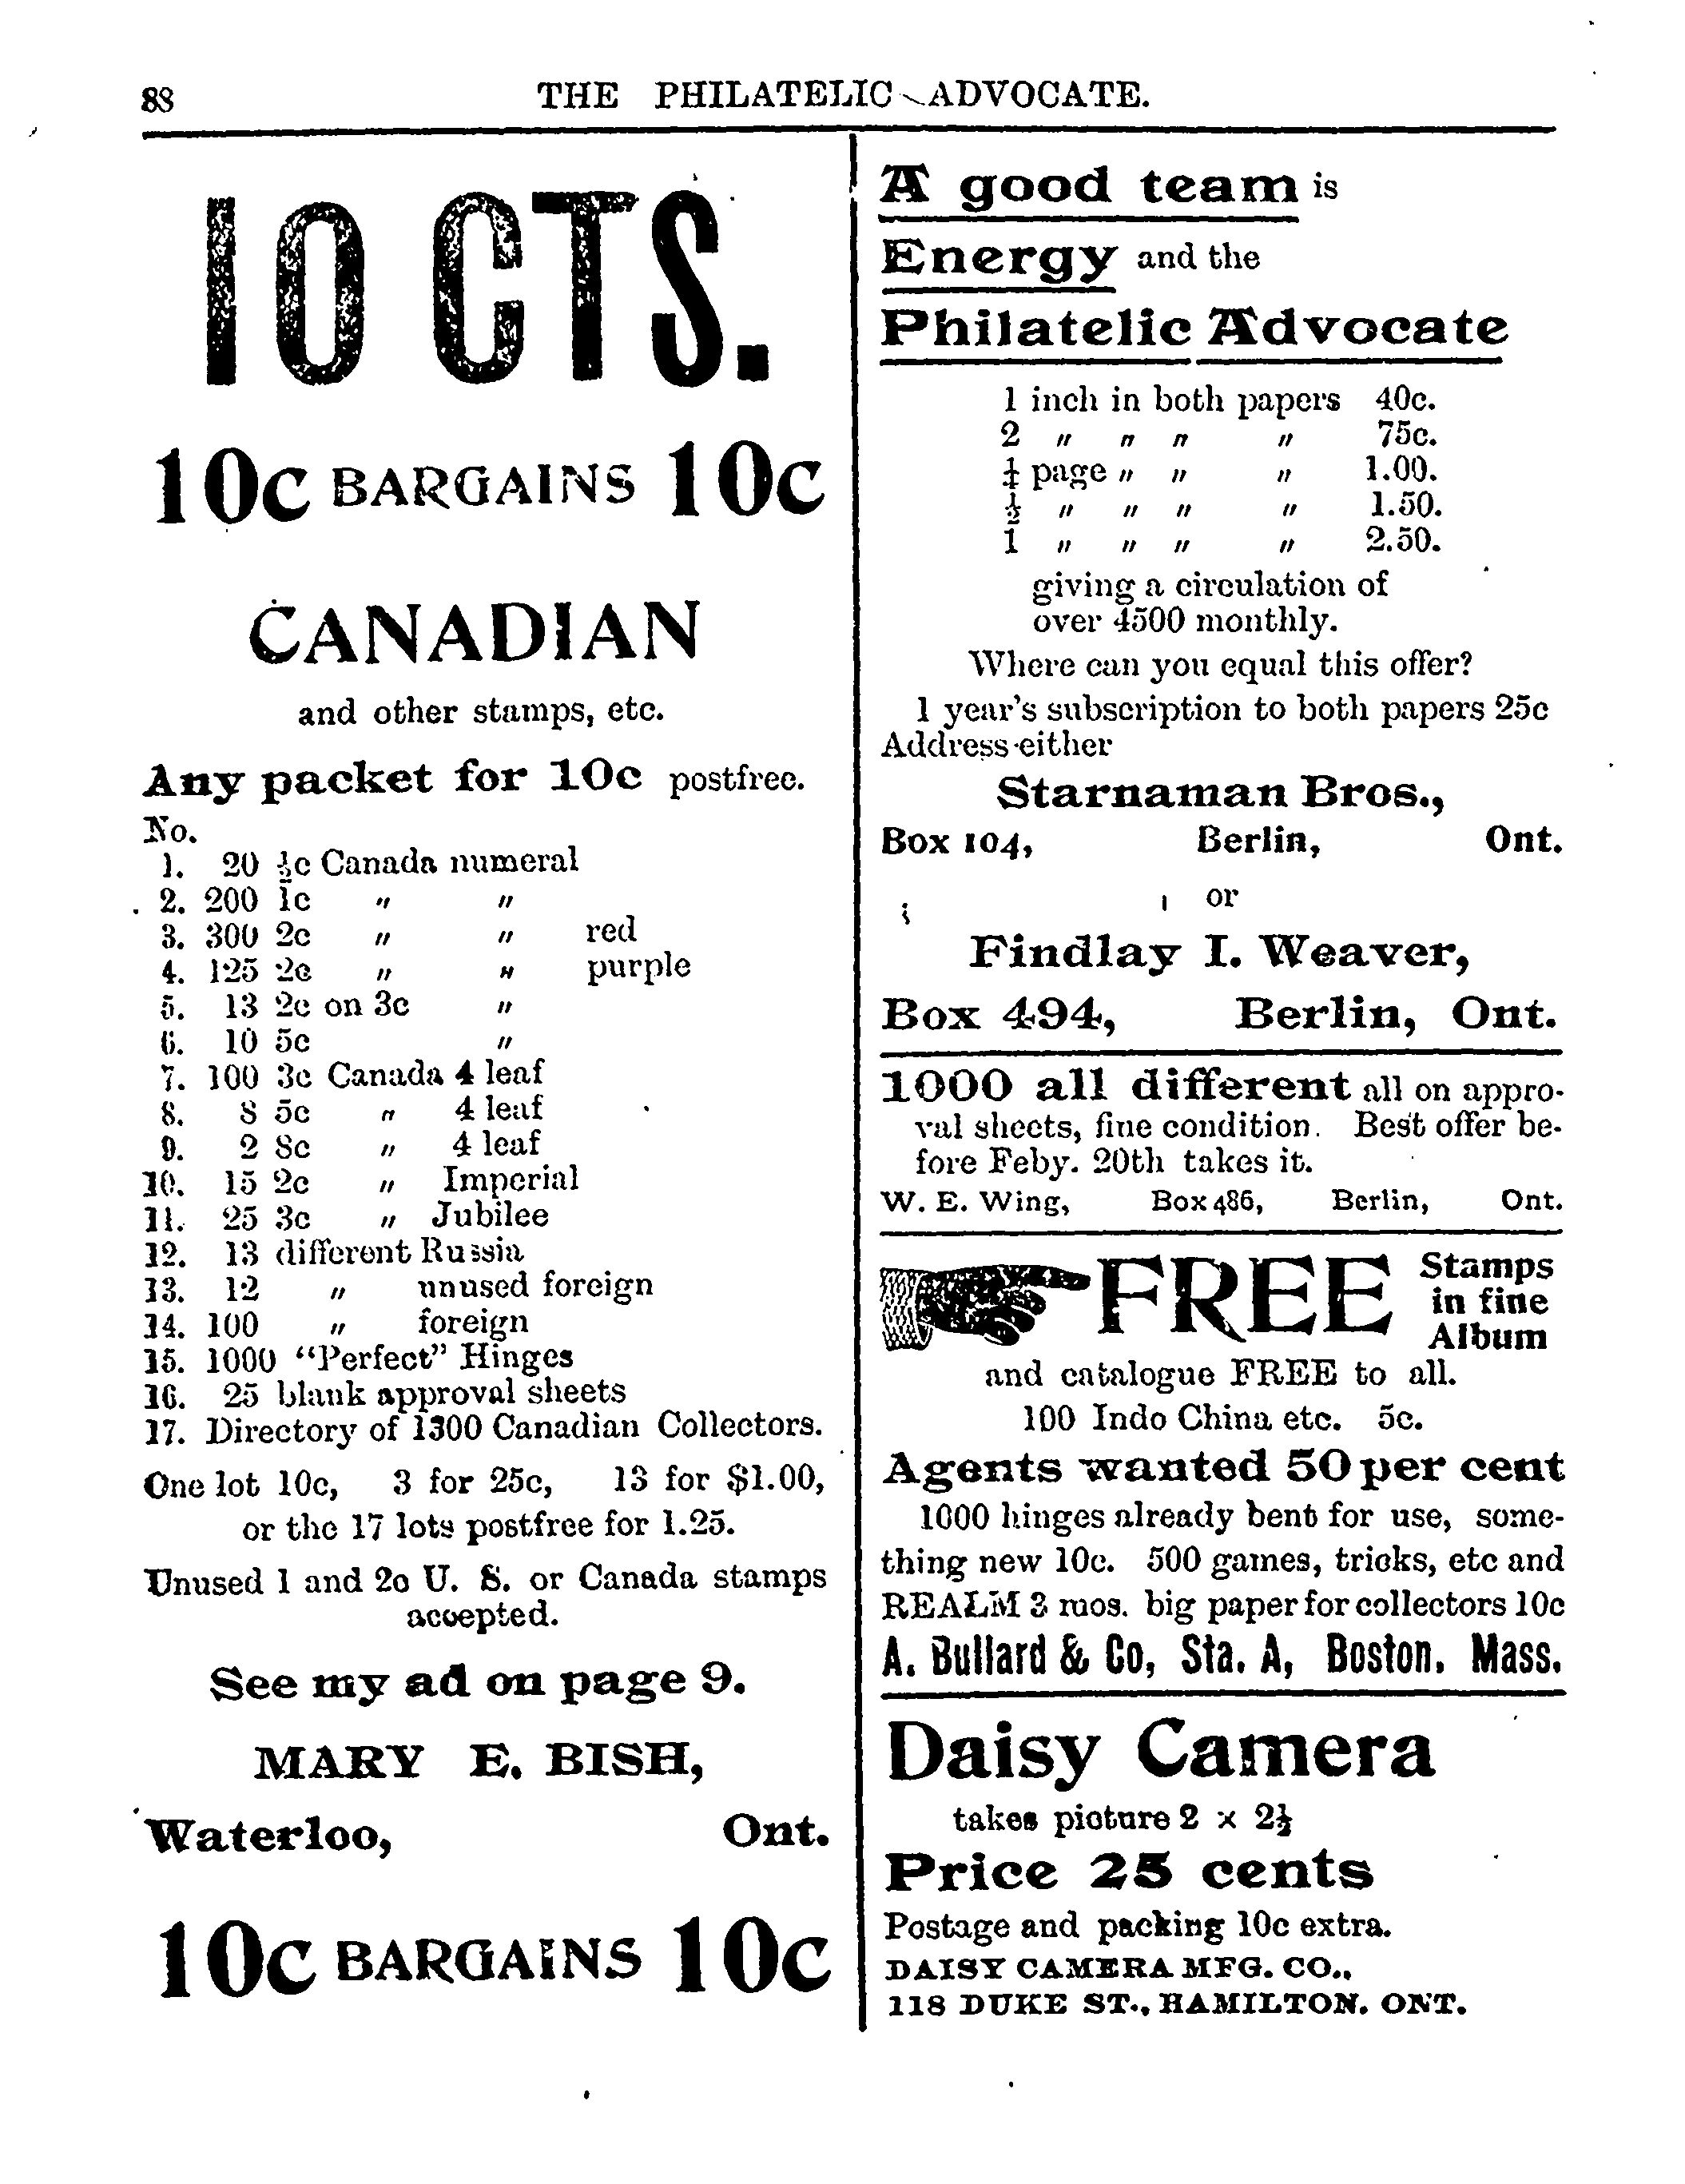 88 THE PHILATELIC ADVOCATE.
10 CTS.
10c BARGAINS 10c
CANADIAN
and other stamps, etc.
Any packet for 10c postfree.
No.
1. 20 ½c Canada numeral
2. 200 1c " "
3. 300 2c " " red
4. 125 2c " " purple
5. 13 2c on 3c "
6. 10 5c "
7. 100 3c Canada 4 leaf
8. 8 5c " 4 leaf
9. 2 8c " 4 leaf
10. 15 2c " Imperial
11. 25 3c " Jubilee
12. 13 different Russia
13. 12 " unused foreign
14. 100 " foreign
15. 1000 "Perfect" Hinges
16. 25 blank approval sheets
17. Directory of 1300 Canadian Collectors.
One lot 10c, 3 for 25c, 13 for $1.00,
or the 17 lots postfree for 1.25.
Unused 1 and 2c U. S. or Canada stamps
accepted.
See my ad on page 9.
MARY E. BISH,
Waterloo, Ont.
10c BARGAINS 10c
A good team is
Energy and the
Philatelic Advocate
1 inch in both papers 40c.
2 " " " " 75c.
¼ page " " " 1.00.
½ " " " " 1.50.
1 " " " " 2.50.
giving a circulation of
over 4500 monthly.
Where can you equal this offer?
1 year's subscription to both papers 25c
Address either
Starnaman Bros.,
Box 104, Berlin, Ont.
or
Findlay I. Weaver,
Box 494, Berlin, Ont.
1000 all different all on appro-
val sheets, fine condition. Best offer be-
fore Feby. 20th takes it.
W. E. Wing, Box 486, Berlin, Ont.
FREE Stamps
in fine
Album
and catalogue FREE to all.
100 Indo China etc. 5c.
Agents wanted 50 per cent
1000 hinges already bent for use, some-
thing new 10c. 500 games, tricks, etc and
REALM 3 mos. big paper for collectors 10c
A. Bullard & Co, Sta. A, Boston, Mass.
Daisy Camera
takes picture 2 x 2½
Price 25 cents
Postage and packing 10c extra.
DAISY CAMERA MFG. CO.,
118 DUKE ST., HAMILTON. ONT.